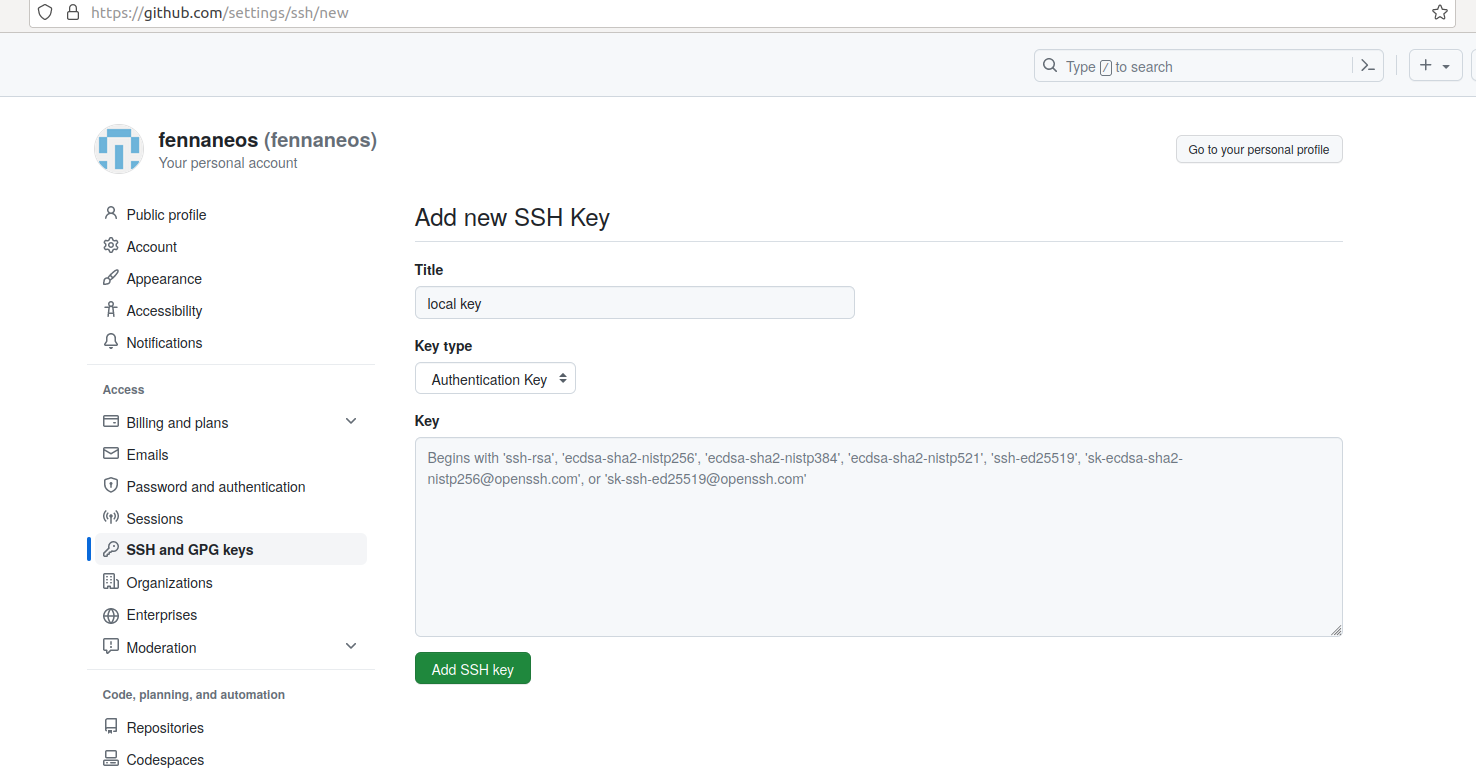 https://github.com/settings/ssh/new
Type / to search
fennaneos (fennaneos)
Your personal account
Go to your personal profile
Public profile
Account
Appearance
Accessibility
Notifications
Access
Billing and plans
Emails
Password and authentication
Sessions
SSH and GPG keys
Organizations
Enterprises
Moderation
Code, planning, and automation
Repositories
Codespaces
Add new SSH Key
Title
local key
Key type
Authentication Key
Key
Begins with 'ssh-rsa', 'ecdsa-sha2-nistp256', 'ecdsa-sha2-nistp384', 'ecdsa-sha2-nistp521', 'ssh-ed25519', 'sk-ecdsa-sha2-
nistp256@openssh.com', or 'sk-ssh-ed25519@openssh.com'
Add SSH key